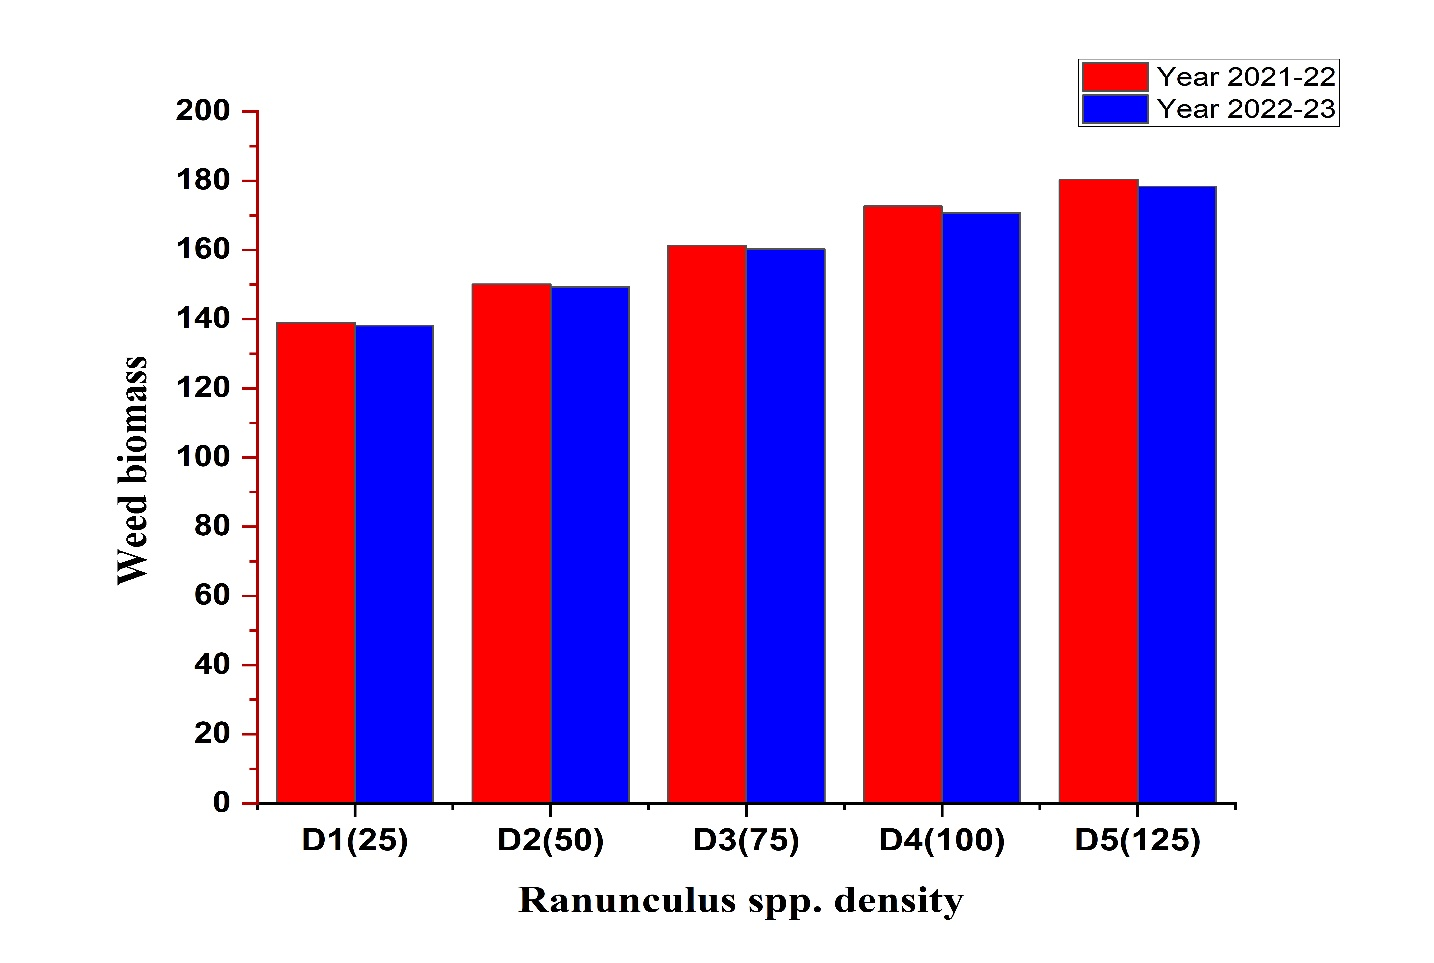 Year 2021-22
Year 2022-23
200
180
160
140
120
100
80
60
40
20
0
Weed biomass
D1(25) D2(50) D3(75) D4(100) D5(125)
Ranunculus spp. density